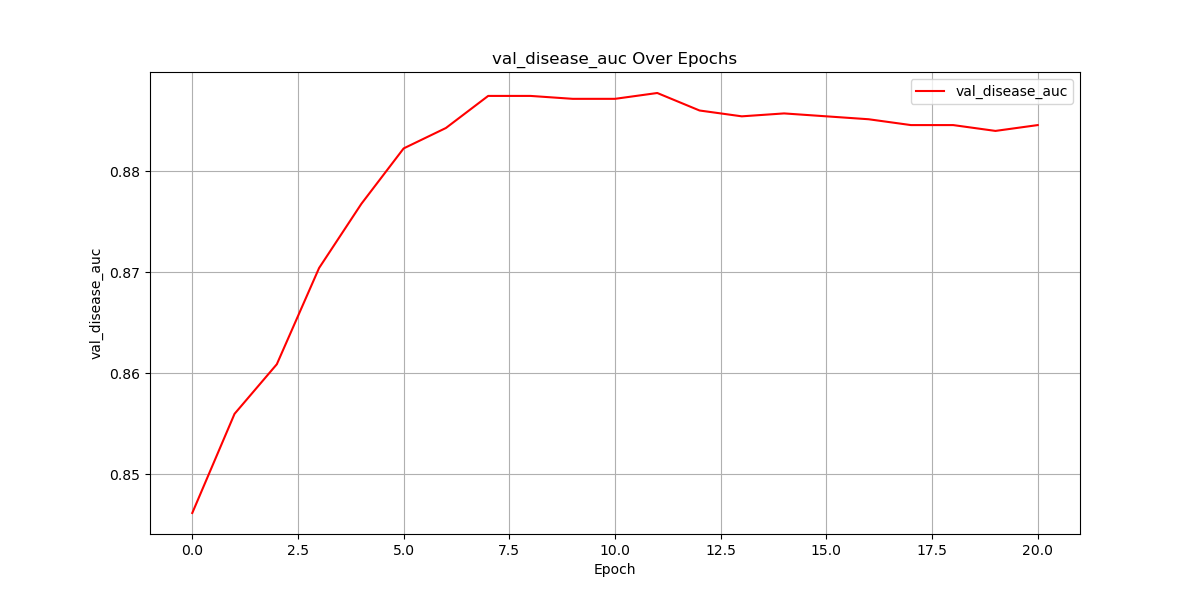 val_disease_auc Over Epochs
val_disease_auc
0.88
0.87
0.86
0.85
val_disease_auc
0.0 2.5 5.0 7.5 10.0 12.5 15.0 17.5 20.0
Epoch